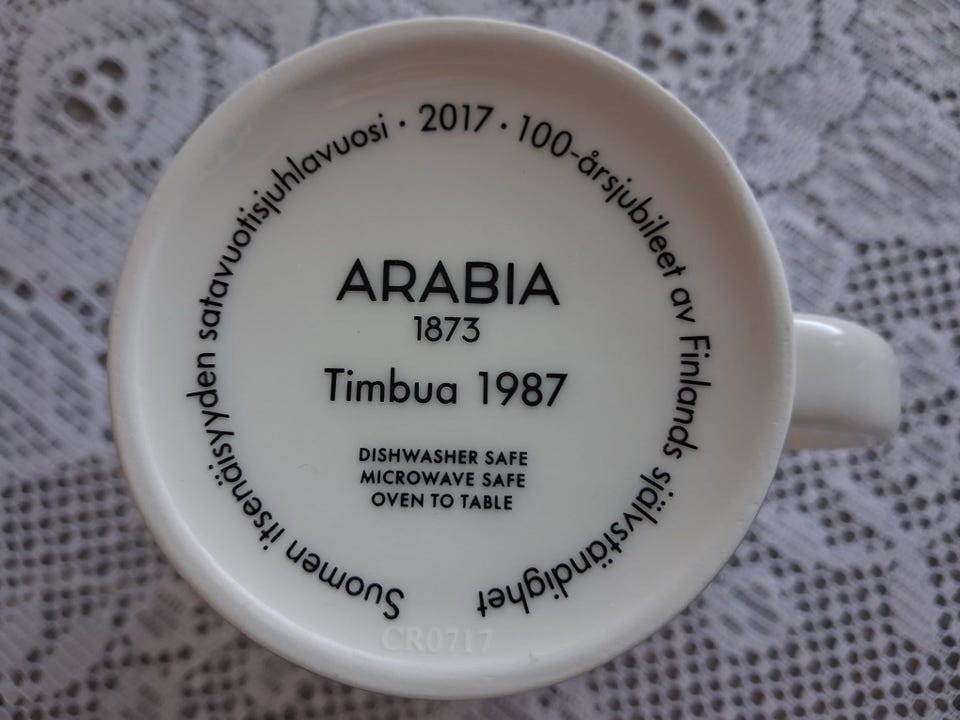 Suomen itsenäisyyden satavuotisjuhlavuosi · 2017 · 100-årsjubileet av Finlands självständighet
ARABIA
1873
Timbua 1987
DISHWASHER SAFE
MICROWAVE SAFE
OVEN TO TABLE
CR0717